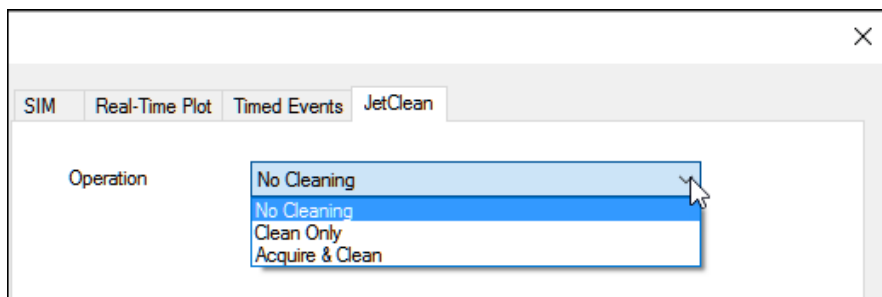 SIM Real-Time Plot Timed Events JetClean
Operation No Cleaning
No Cleaning
Clean Only
Acquire & Clean